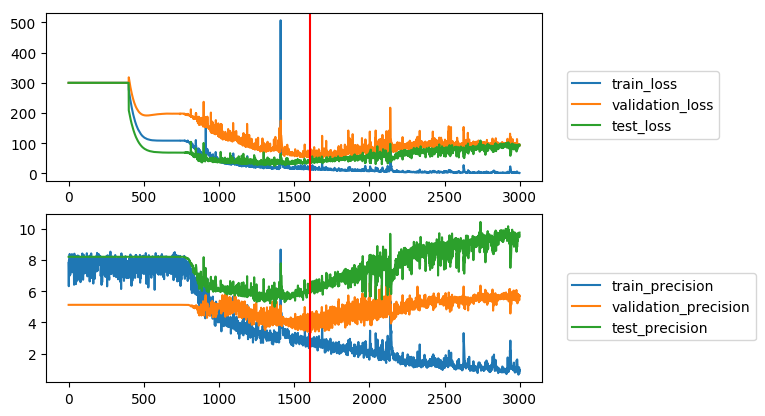 500
400
300
200
100
0
0 500 1000 1500 2000 2500 3000
train_loss
validation_loss
test_loss
10
8
6
4
2
0 500 1000 1500 2000 2500 3000
train_precision
validation_precision
test_precision